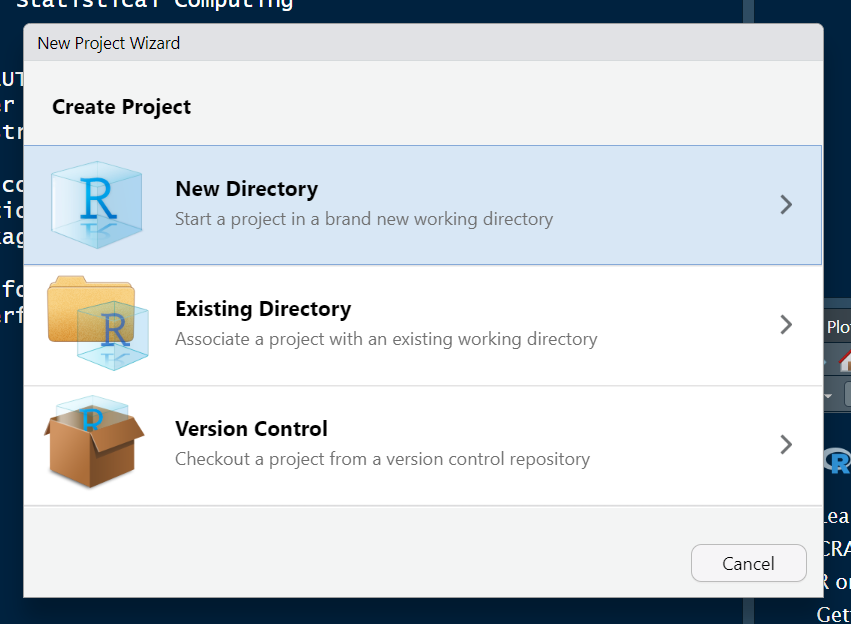 Statistical Computing
New Project Wizard
Create Project
R
New Directory
Start a project in a brand new working directory
R
Existing Directory
Associate a project with an existing working directory
R
Version Control
Checkout a project from a version control repository
Cancel
R